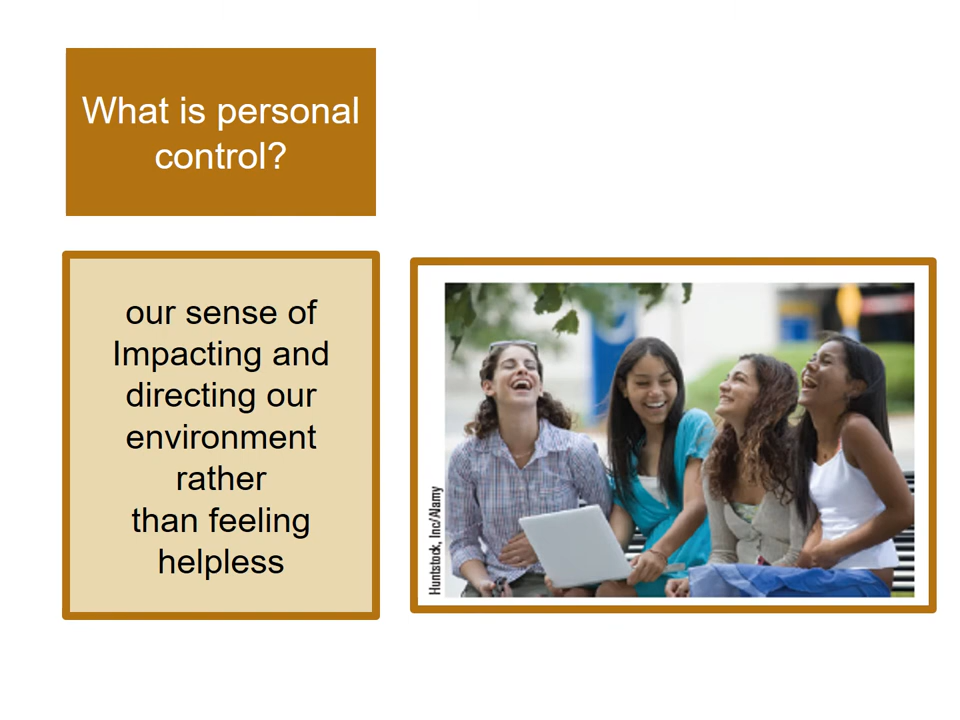 What is personal
control?
our sense of
Impacting and
directing our
environment
rather
than feeling
helpless
Huntstock, Inc/Alamy